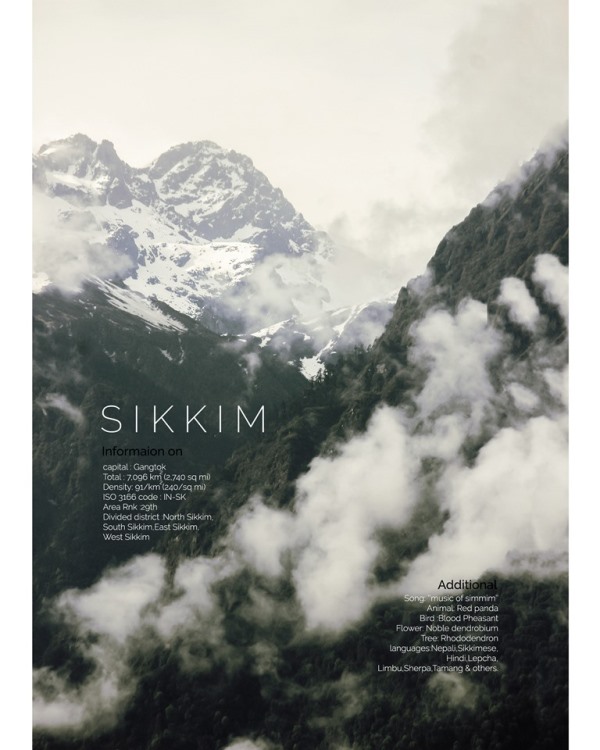 SIKKIM
Informaion on
capital : Gangtok
Total : 7,096 km² (2,740 sq mi)
Density: 91/km²(240/sq mi)
ISO 3166 code : IN-SK
Area Rnk :29th
Divided district :North Sikkim,
South Sikkim,East Sikkim,
West Sikkim
Additional
Song: "music of simmim"
Animal: Red panda
Bird :Blood Pheasant
Flower: Noble dendrobium
Tree: Rhododendron
languages:Nepali,Sikkimese,
Hindi,Lepcha,
Limbu,Sherpa,Tamang & others.